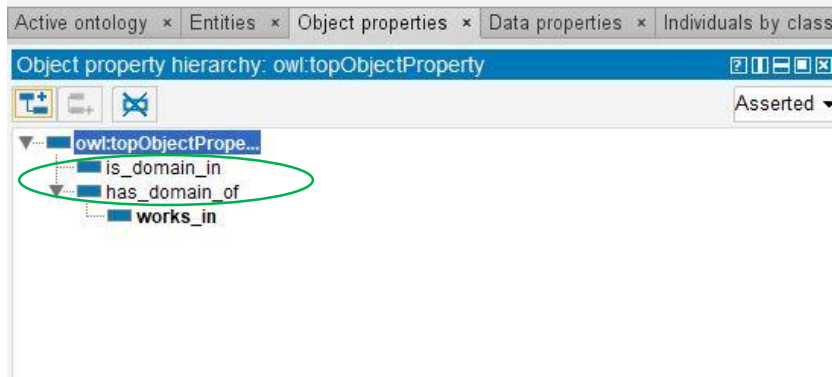 Active ontology × Entities × Object properties × Data properties × Individuals by class
Object property hierarchy: owl:topObjectProperty
Asserted
owl:topObjectPrope...
is_domain_in
has_domain_of
works_in